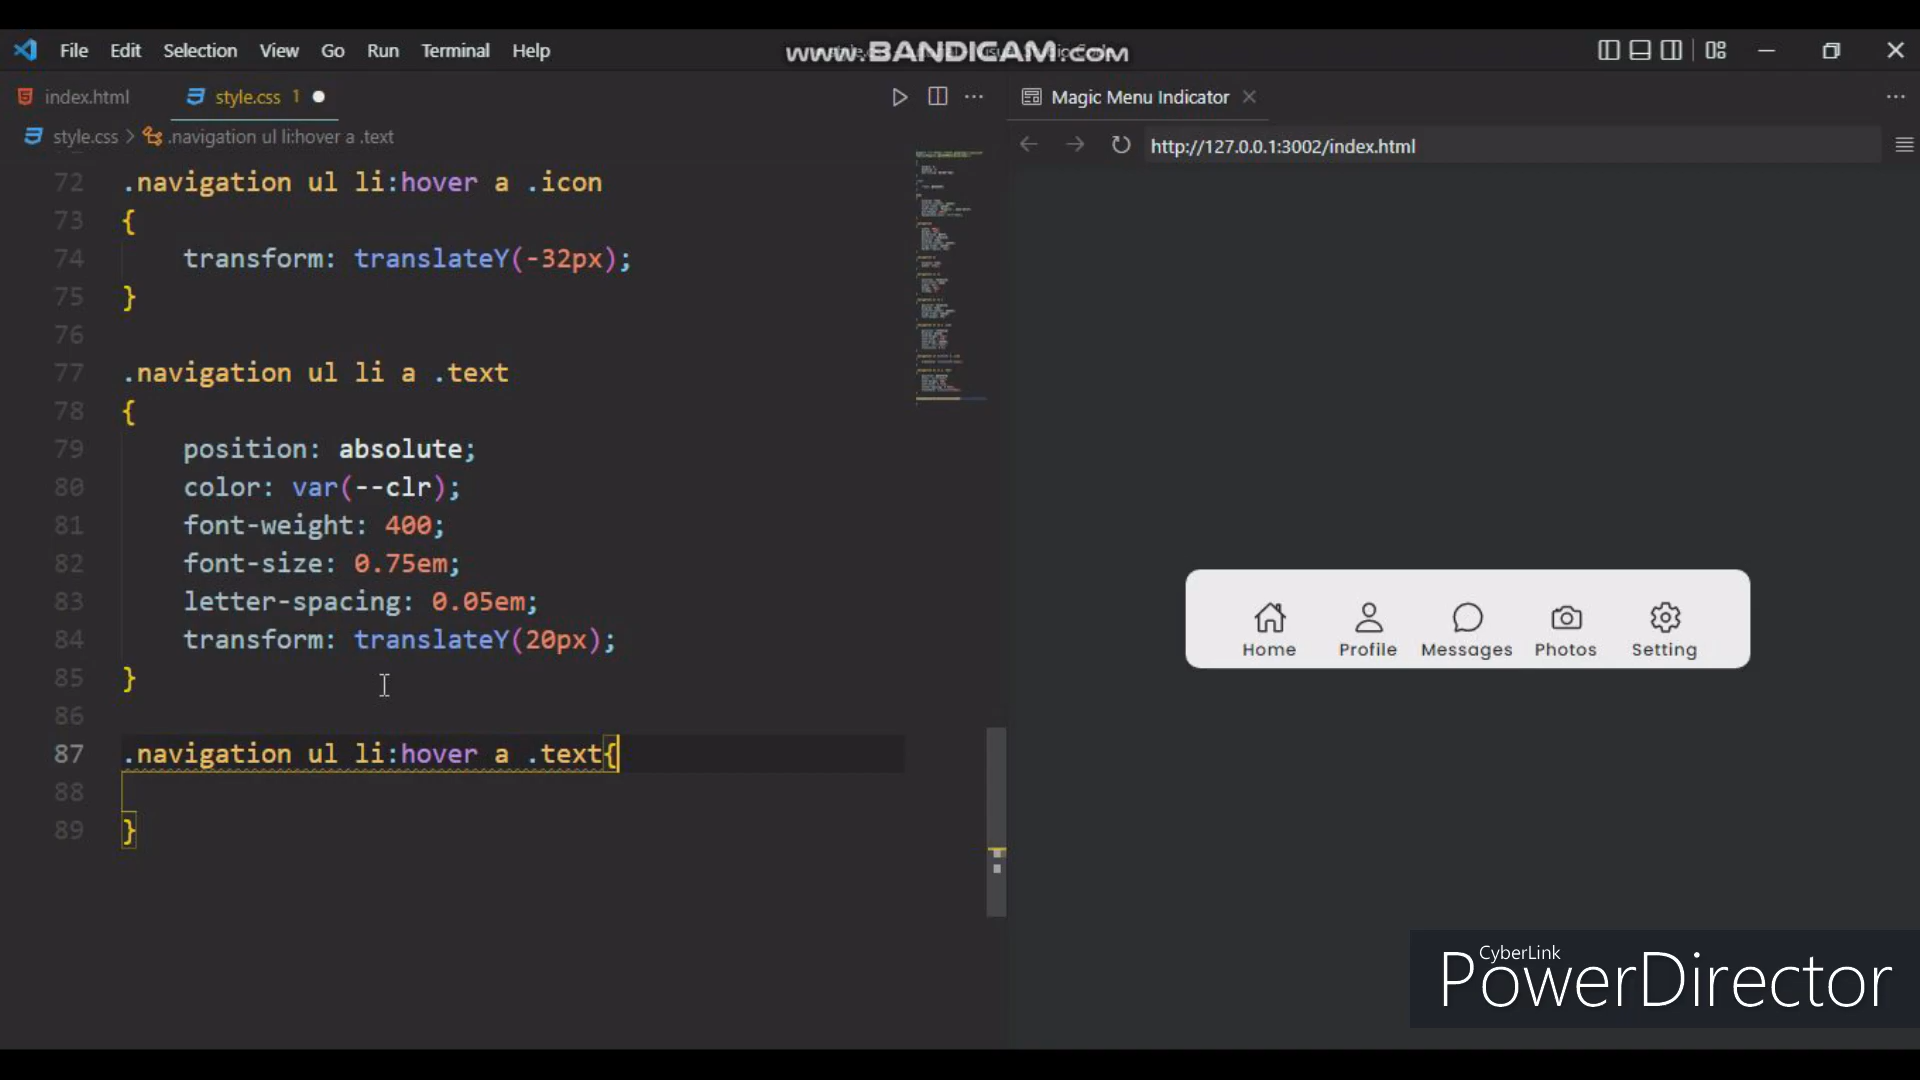 File Edit Selection View Go Run Terminal Help
www.BANDICAM.com
index.html style.css 1
Magic Menu Indicator
style.css > .navigation ul li:hover a .text
http://127.0.0.1:3002/index.html
72 .navigation ul li:hover a .icon
73 {
74 transform: translateY(-32px);
75 }
76
77 .navigation ul li a .text
78 {
79 position: absolute;
80 color: var(--clr);
81 font-weight: 400;
82 font-size: 0.75em;
83 letter-spacing: 0.05em;
84 transform: translateY(20px);
85 }
86
87 .navigation ul li:hover a .text{
88
89 }
Home Profile Messages Photos Setting
CyberLink
PowerDirector